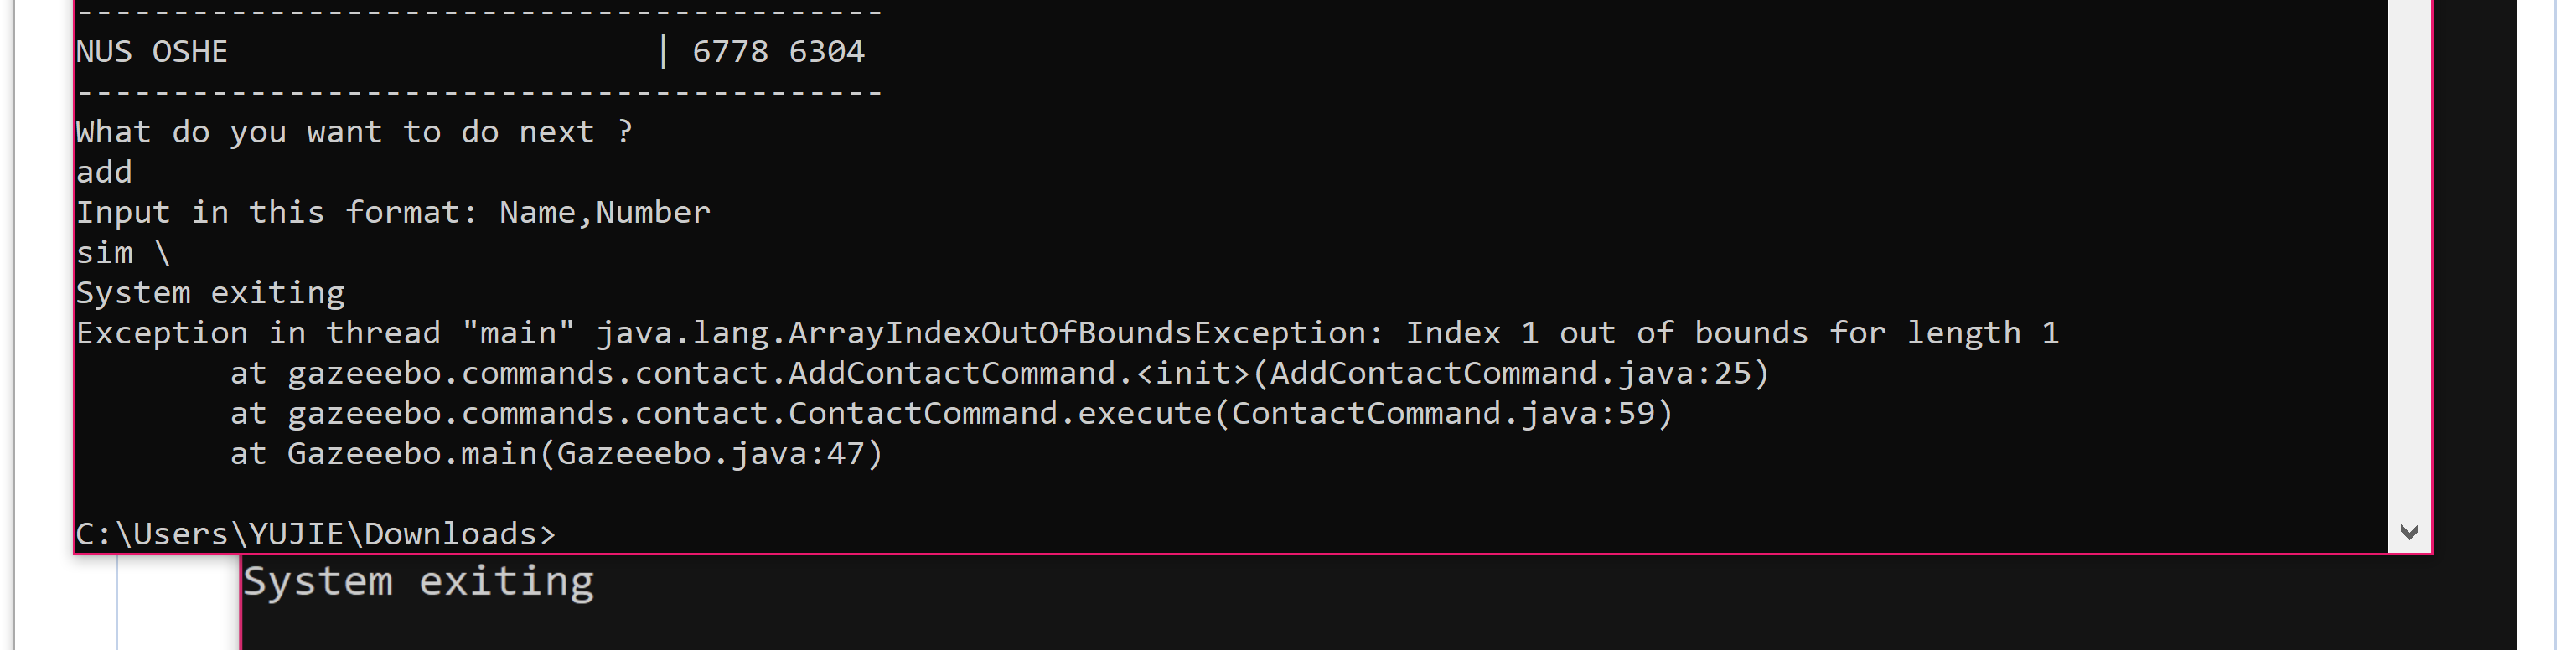 ------------------------------------------
NUS OSHE                      | 6778 6304
------------------------------------------
What do you want to do next ?
add
Input in this format: Name,Number
sim \
System exiting
Exception in thread "main" java.lang.ArrayIndexOutOfBoundsException: Index 1 out of bounds for length 1
        at gazeeebo.commands.contact.AddContactCommand.<init>(AddContactCommand.java:25)
        at gazeeebo.commands.contact.ContactCommand.execute(ContactCommand.java:59)
        at Gazeeebo.main(Gazeeebo.java:47)
C:\Users\YUJIE\Downloads>
System exiting